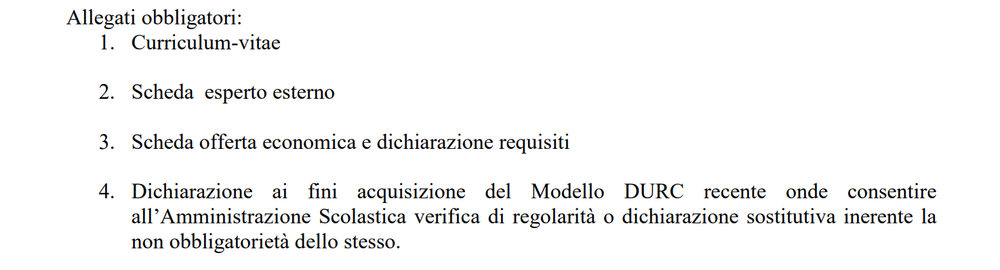 Allegati obbligatori:
1. Curriculum-vitae
2. Scheda  esperto esterno
3. Scheda offerta economica e dichiarazione requisiti
4. Dichiarazione ai fini acquisizione del Modello DURC recente onde consentire
all’Amministrazione Scolastica verifica di regolarità o dichiarazione sostitutiva inerente la
non obbligatorietà dello stesso.